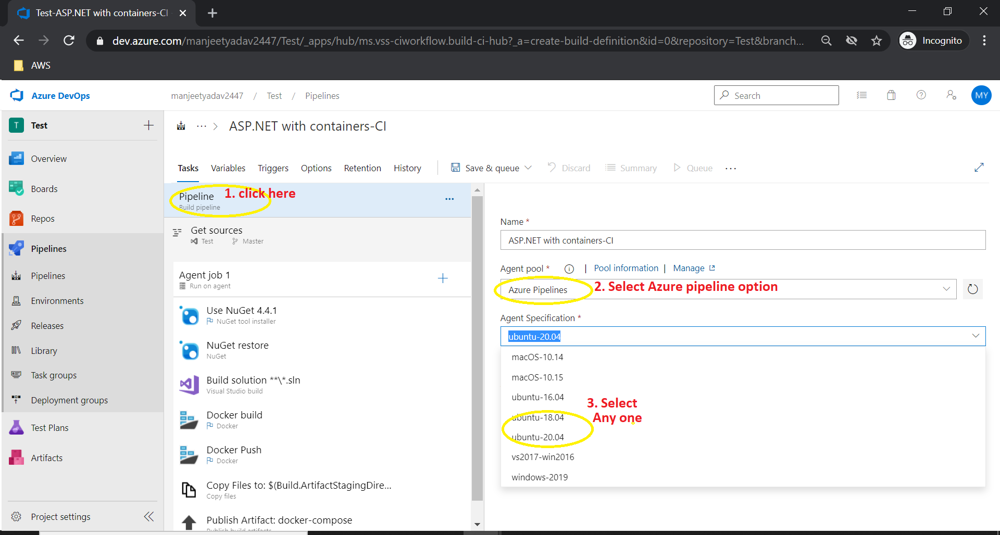 Test-ASP.NET with containers-CI
dev.azure.com/manjeetyadav2447/Test/_apps/hub/ms.vss-ciworkflow.build-ci-hub?_a=create-build-definition&id=0&repository=Test&branch...
Incognito
AWS
Azure DevOps
manjeetyadav2447 / Test / Pipelines
Search
MY
T Test
ASP.NET with containers-CI
Overview
Boards
Repos
Pipelines
Pipelines
Environments
Releases
Library
Task groups
Deployment groups
Test Plans
Artifacts
Project settings
Tasks Variables Triggers Options Retention History Save & queue Discard Summary Queue ...
Pipeline
1. click here
Build pipeline
Get sources
Test Master
Agent job 1
Run on agent
Use NuGet 4.4.1
NuGet tool installer
NuGet restore
NuGet
Build solution **\*.sln
Visual Studio build
Docker build
Docker
Docker Push
Docker
Copy Files to: $(Build.ArtifactStagingDire...
Copy files
Publish Artifact: docker-compose
Publish build artifacts
Name *
ASP.NET with containers-CI
Agent pool * | Pool information | Manage
Azure Pipelines
2. Select Azure pipeline option
Agent Specification *
ubuntu-20.04
macOS-10.14
macOS-10.15
ubuntu-16.04
ubuntu-18.04
ubuntu-20.04
3. Select
Any one
vs2017-win2016
windows-2019